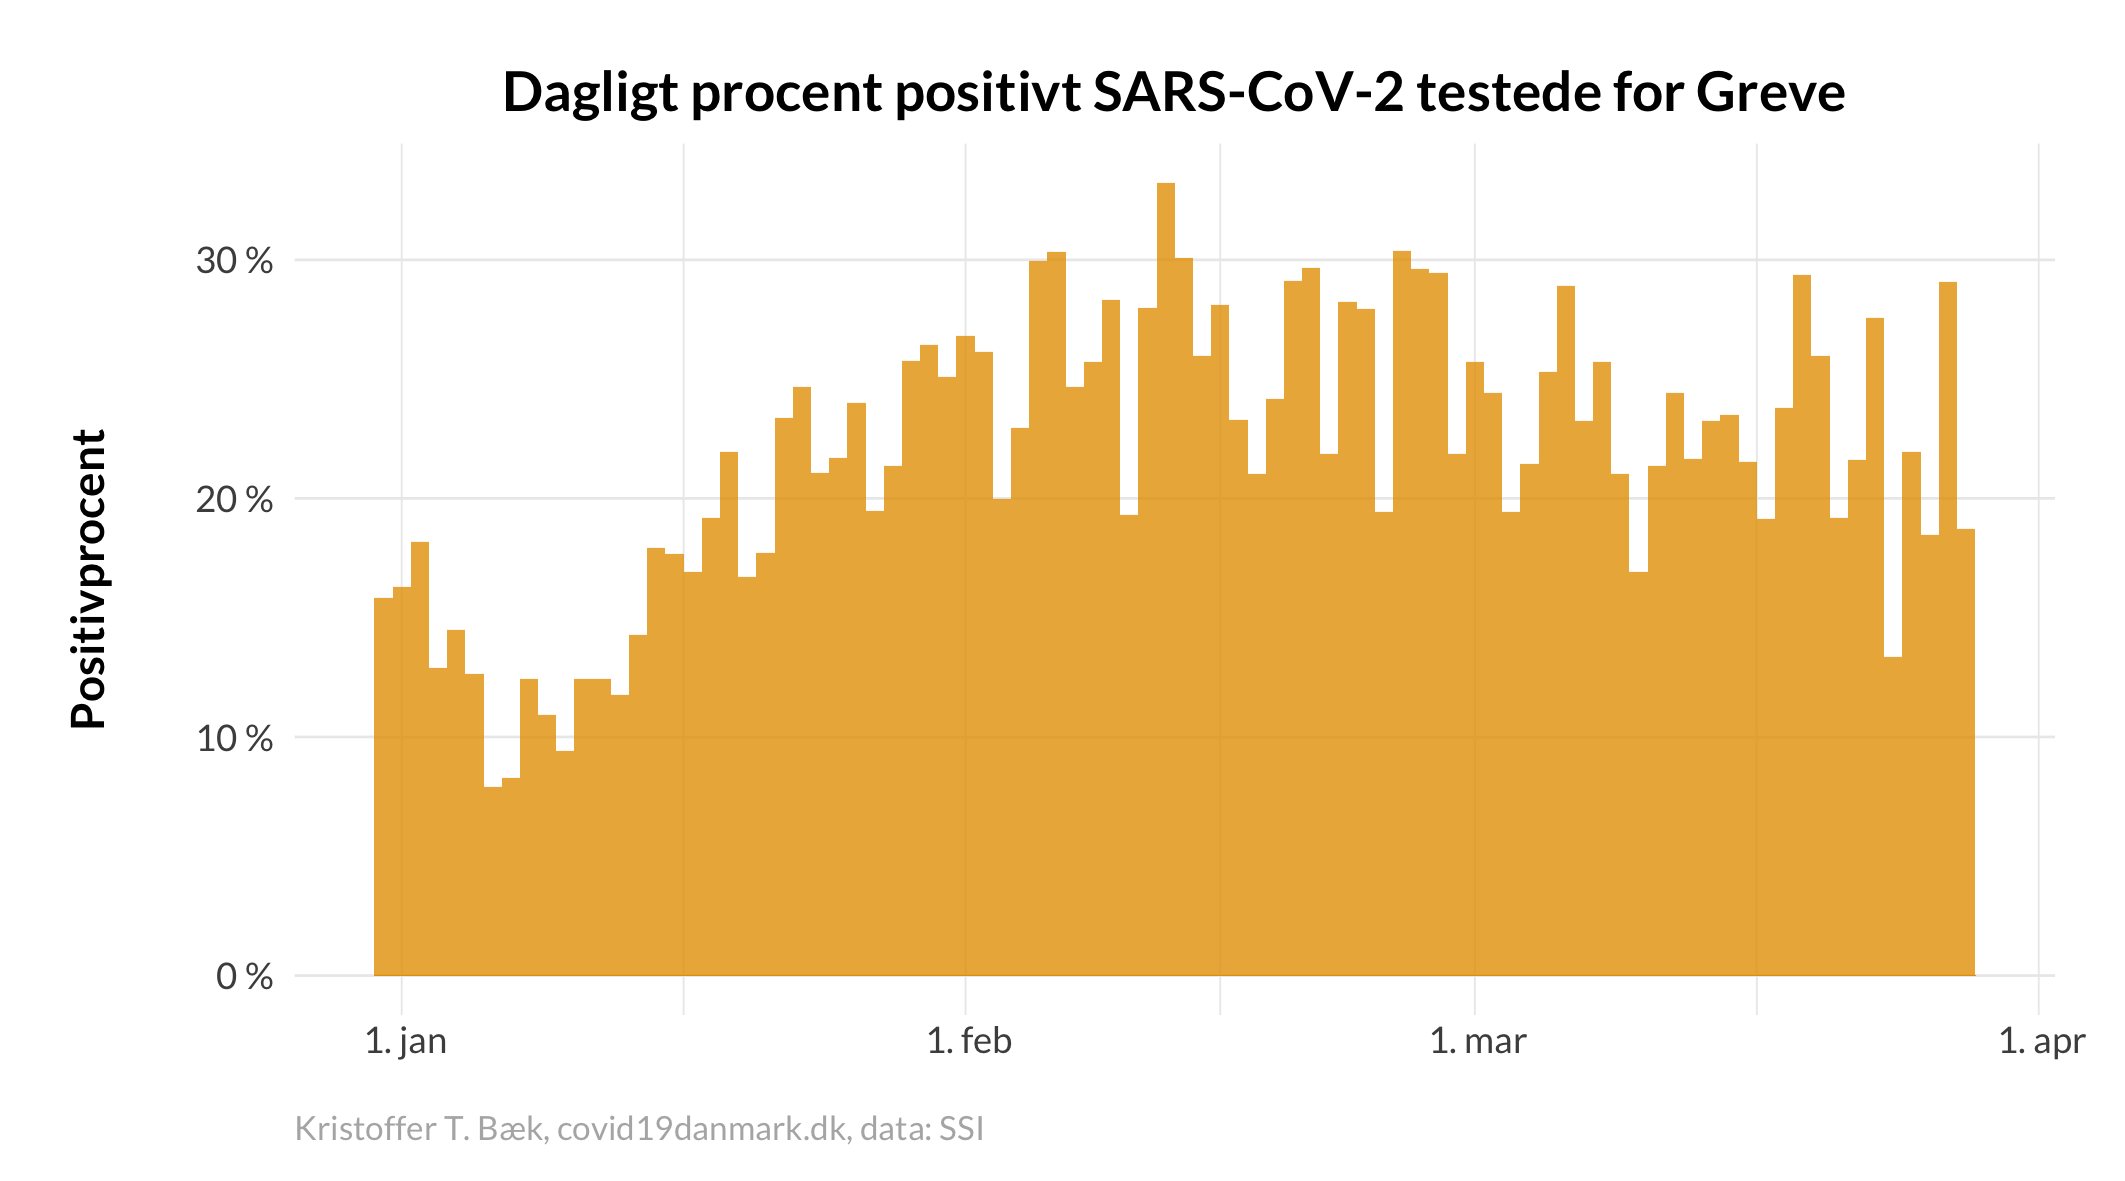 Dagligt procent positivt SARS-CoV-2 testede for Greve
Positivprocent
30 %
20 %
10 %
0 %
1. jan
1. feb
1. mar
1. apr
Kristoffer T. Bæk, covid19danmark.dk, data: SSI